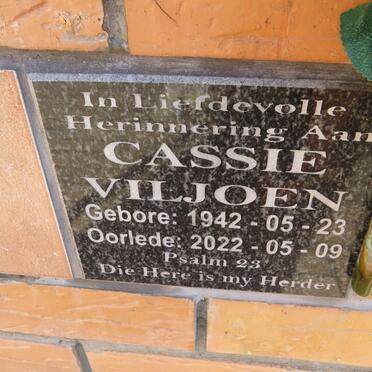 In Liefdevolle
Herinnering Aan
CASSIE
VILJOEN
Gebore: 1942 - 05 - 23
Oorlede: 2022 - 05 - 09
Psalm 23
Die Here is my Herder